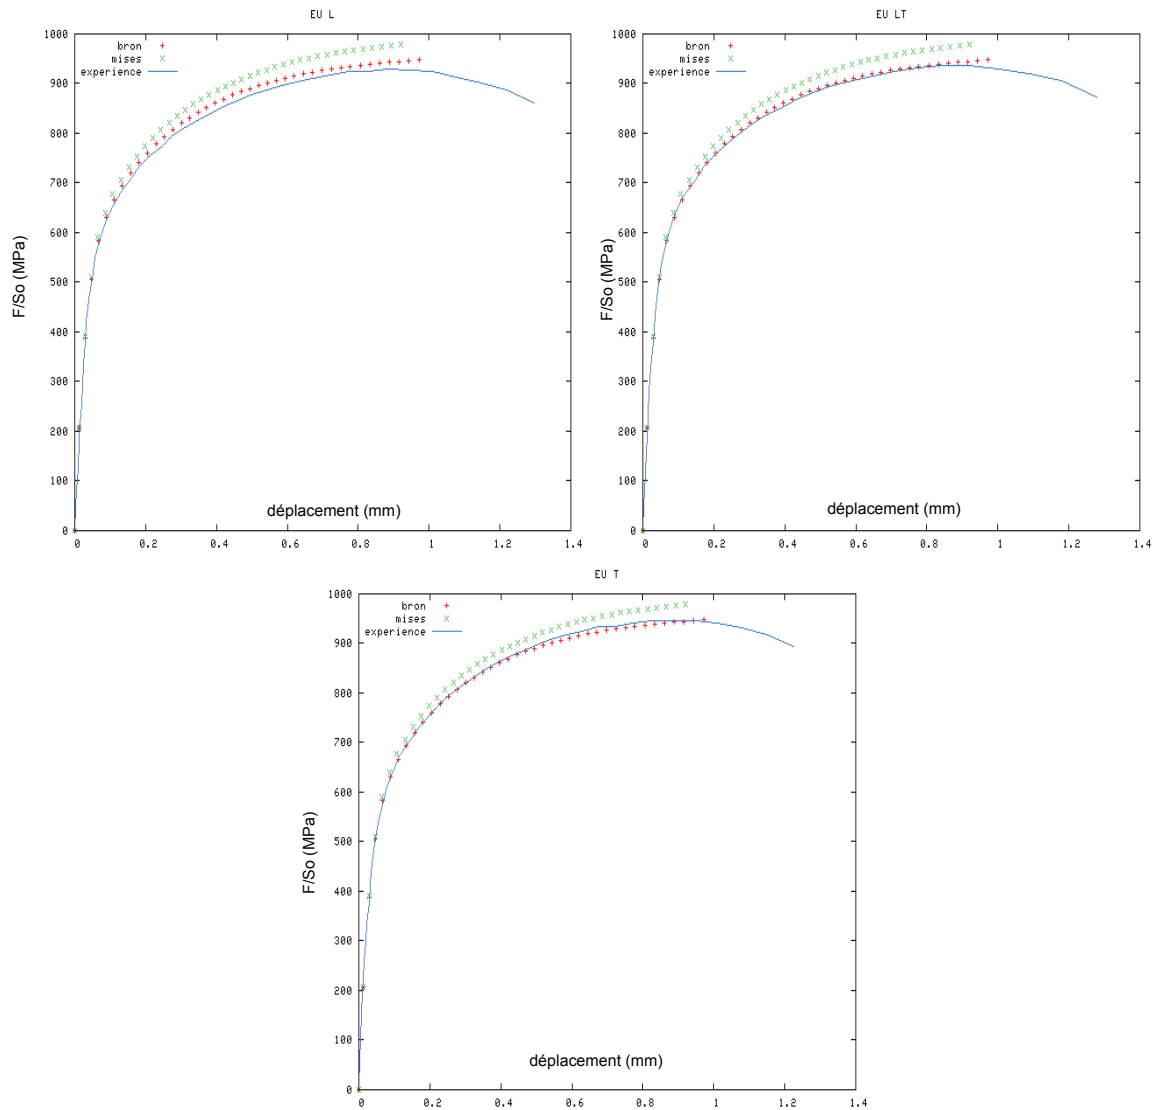 EU L
bron
mises
experience
1000
900
800
700
600
500
400
300
200
100
0
F/So (MPa)
déplacement (mm)
0 0.2 0.4 0.6 0.8 1 1.2 1.4
EU LT
bron
mises
experience
1000
900
800
700
600
500
400
300
200
100
0
F/So (MPa)
déplacement (mm)
0 0.2 0.4 0.6 0.8 1 1.2 1.4
EU T
bron
mises
experience
1000
900
800
700
600
500
400
300
200
100
0
F/So (MPa)
déplacement (mm)
0 0.2 0.4 0.6 0.8 1 1.2 1.4